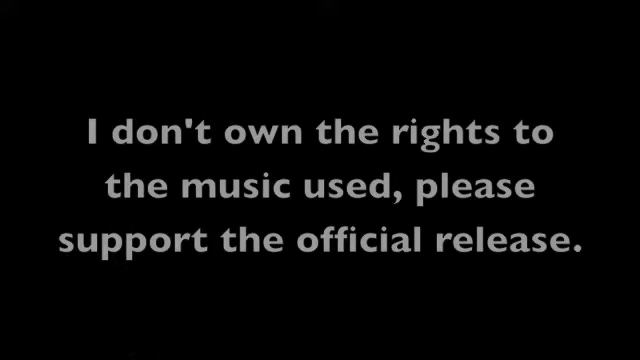 I don't own the rights to
the music used, please
support the official release.